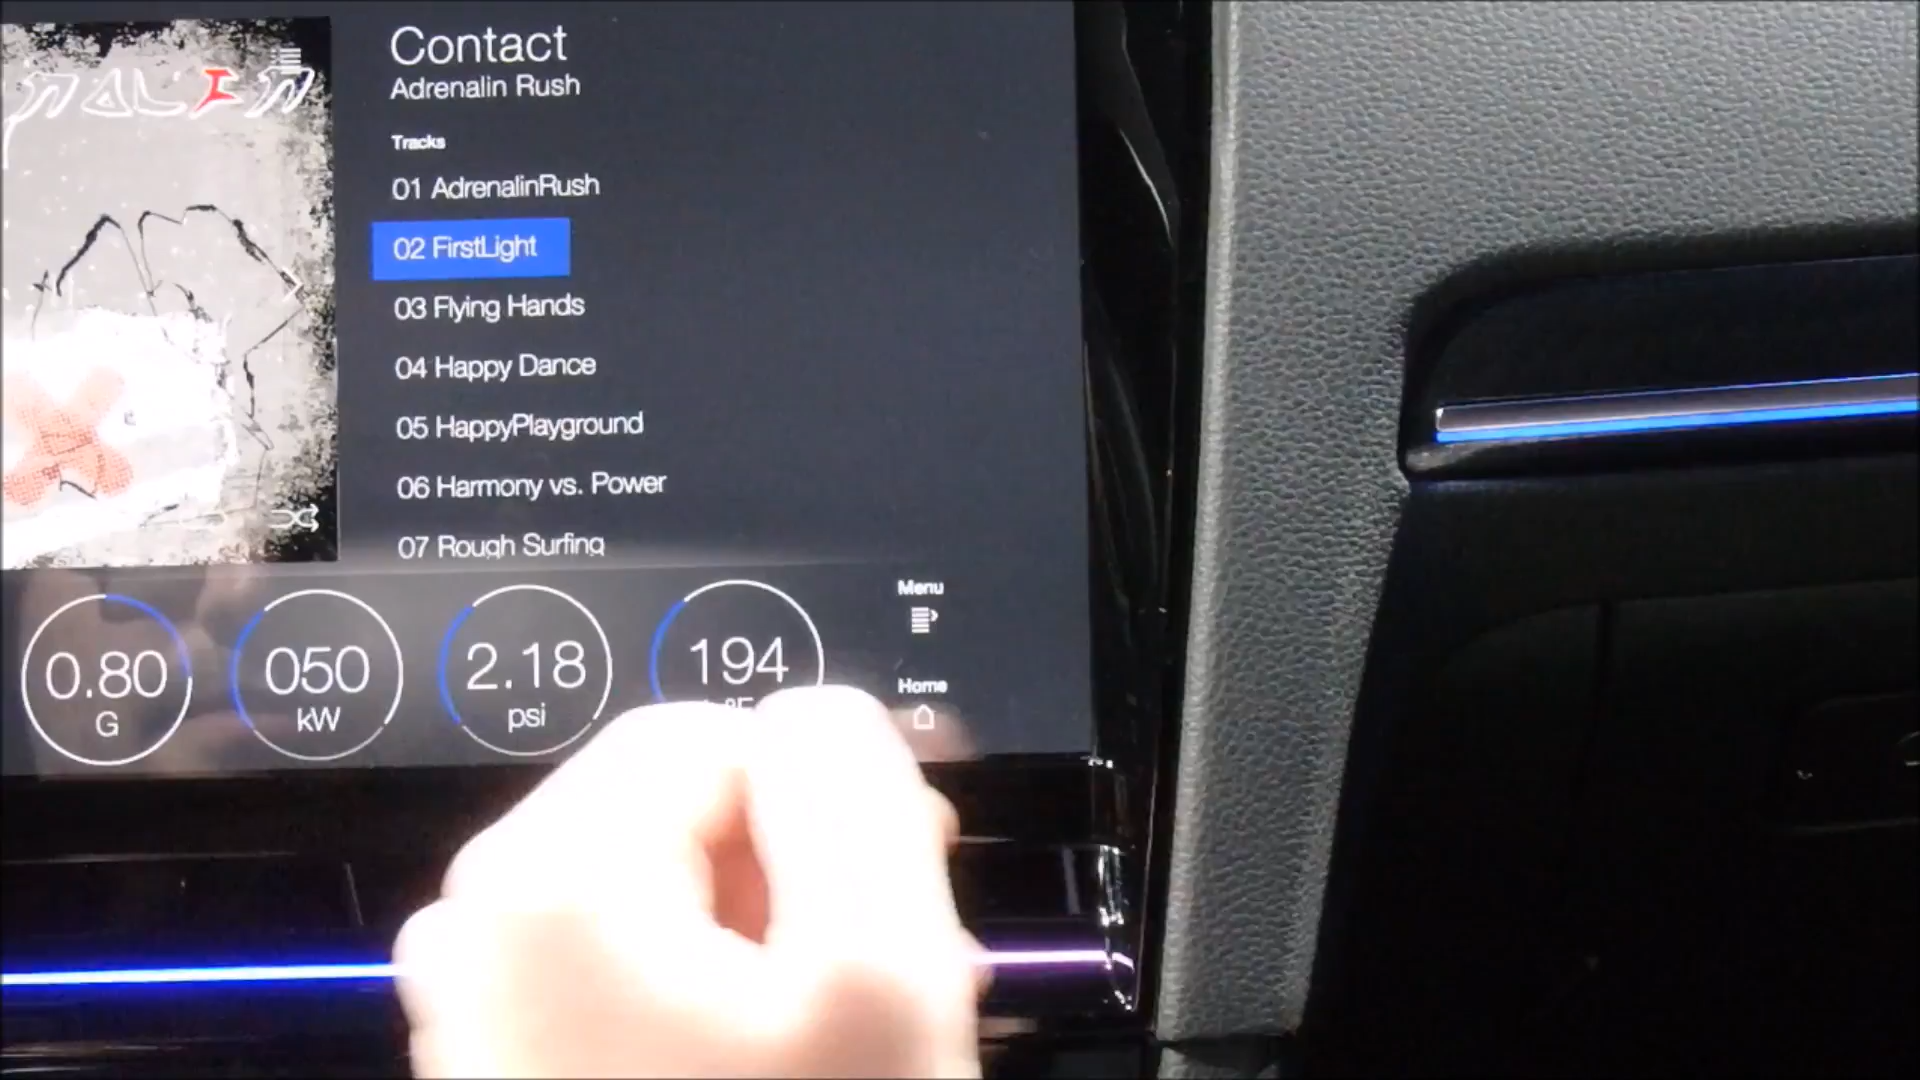 Contact
Adrenalin Rush
Tracks
01 AdrenalinRush
02 FirstLight
03 Flying Hands
04 Happy Dance
05 HappyPlayground
06 Harmony vs. Power
07 Rough Surfing
0.80
G
050
kW
2.18
psi
194
Menu
Home